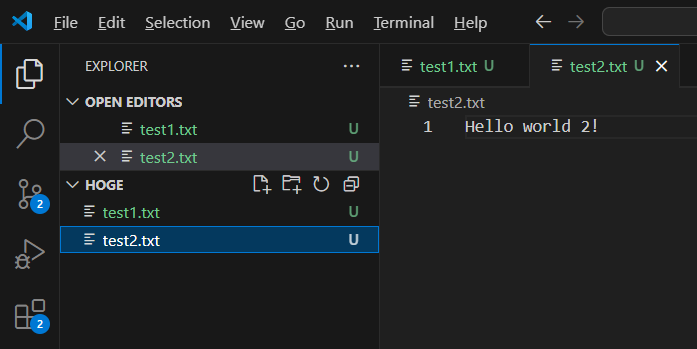 File Edit Selection View Go Run Terminal Help
EXPLORER
test1.txt U test2.txt U
OPEN EDITORS
test1.txt U
test2.txt U
HOGE
test1.txt U
test2.txt U
test2.txt
1 Hello world 2!
2
2